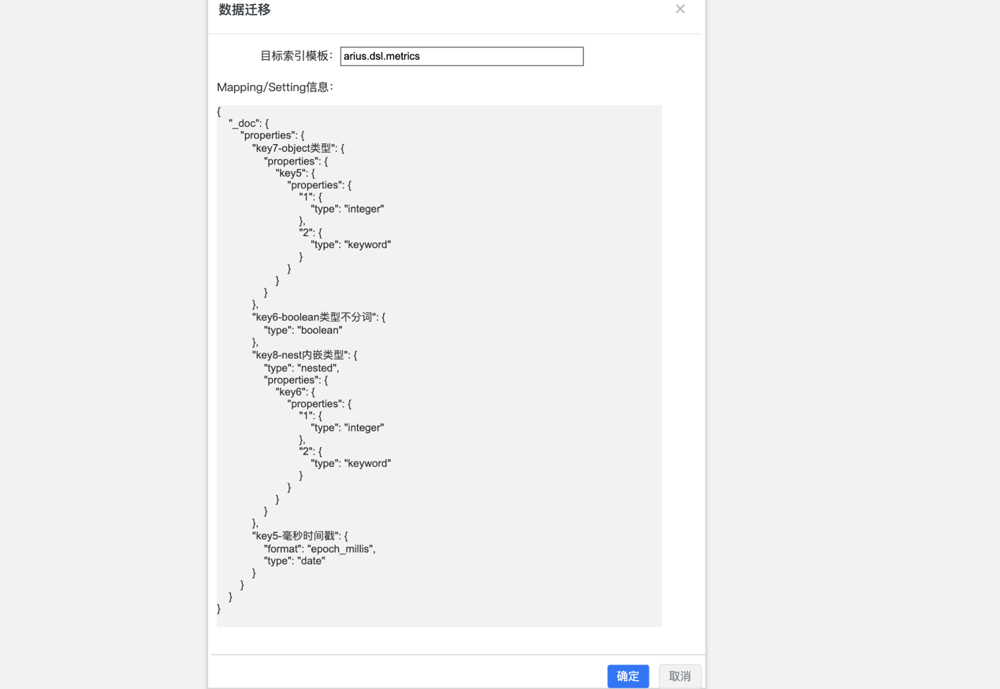 数据迁移
目标索引模板： arius.dsl.metrics
Mapping/Setting信息：
{
    "_doc": {
        "properties": {
            "key7-object类型": {
                "properties": {
                    "key5": {
                        "properties": {
                            "1": {
                                "type": "integer"
                            },
                            "2": {
                                "type": "keyword"
                            }
                        }
                    }
                }
            },
            "key6-boolean类型不分词": {
                "type": "boolean"
            },
            "key8-nest内嵌类型": {
                "type": "nested",
                "properties": {
                    "key6": {
                        "properties": {
                            "1": {
                                "type": "integer"
                            },
                            "2": {
                                "type": "keyword"
                            }
                        }
                    }
                }
            },
            "key5-毫秒时间戳": {
                "format": "epoch_millis",
                "type": "date"
            }
        }
    }
}
确定 取消